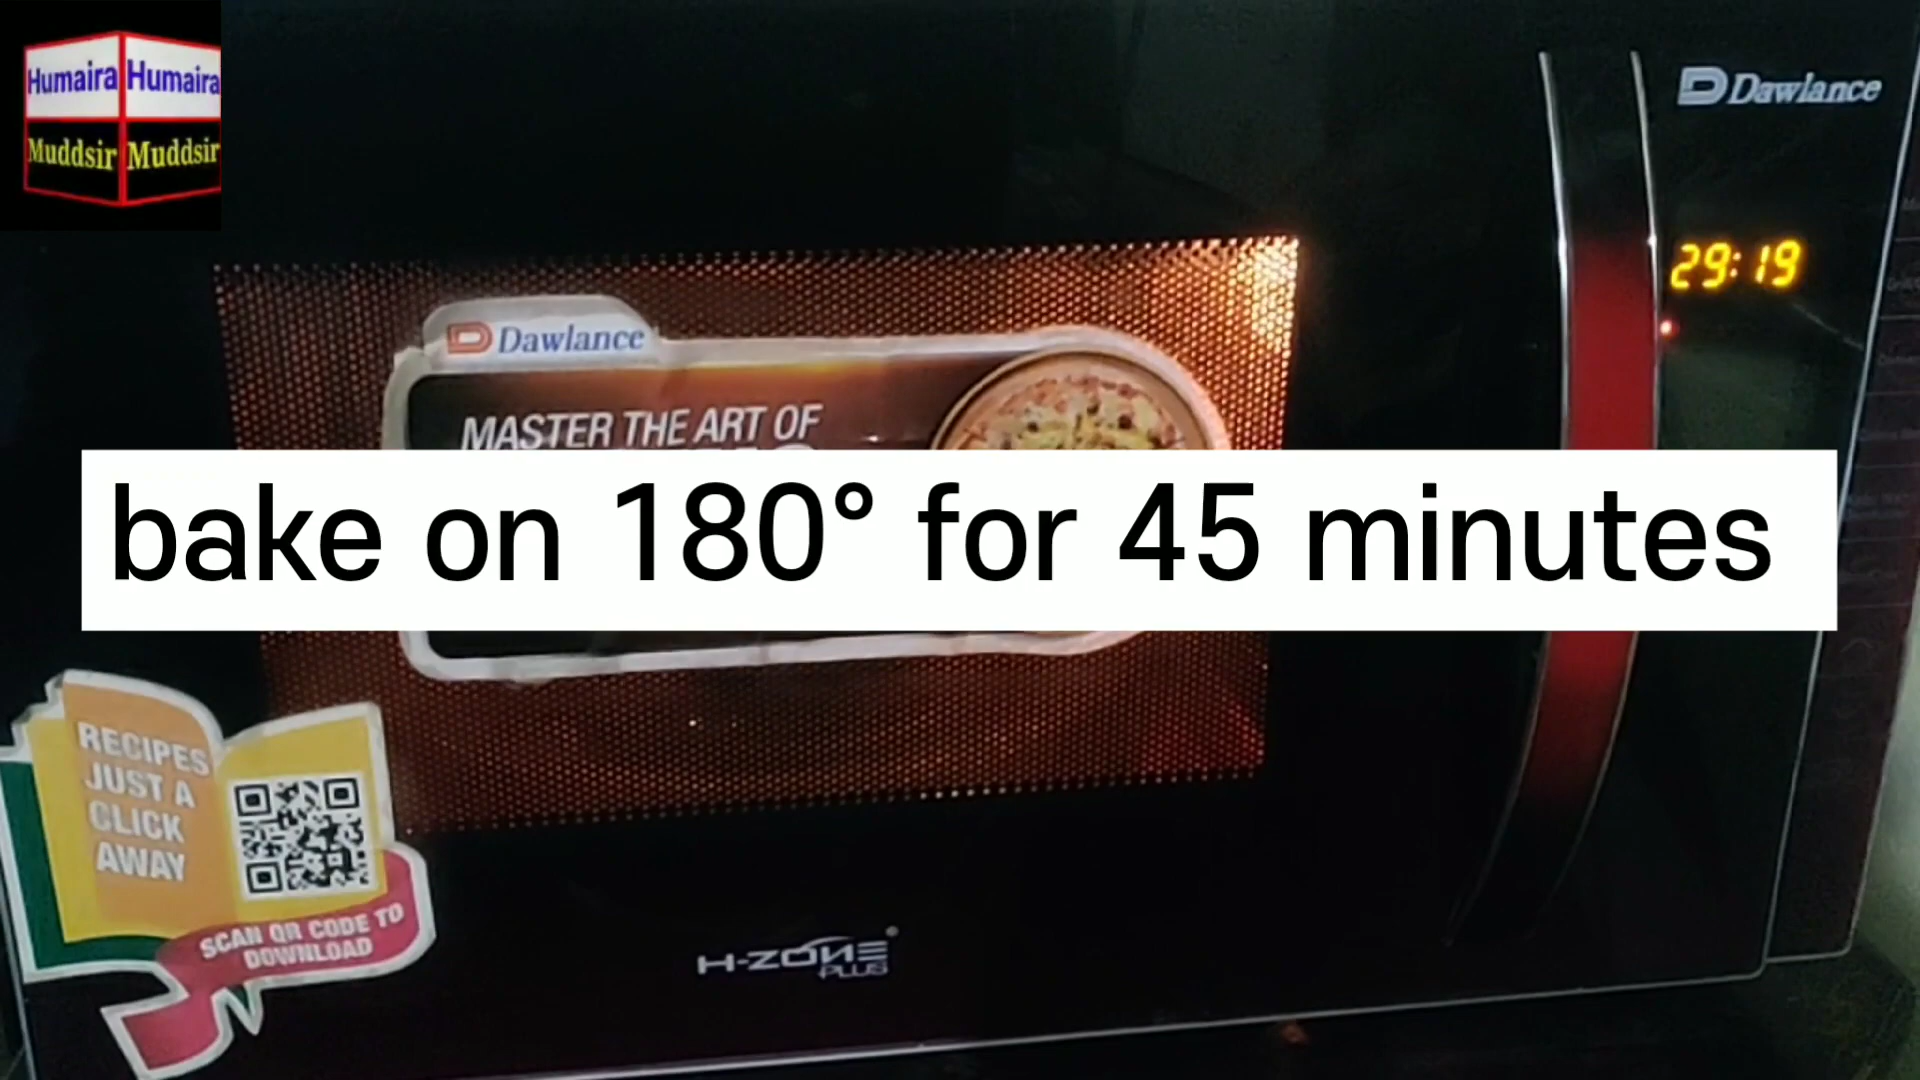 Humaira Humaira
Muddsir Muddsir
Dawlance
29:19
Dawlance
MASTER THE ART OF
bake on 180° for 45 minutes
RECIPES
JUST A
CLICK
AWAY
SCAN QR CODE TO
DOWNLOAD
H-ZONE
PLUS